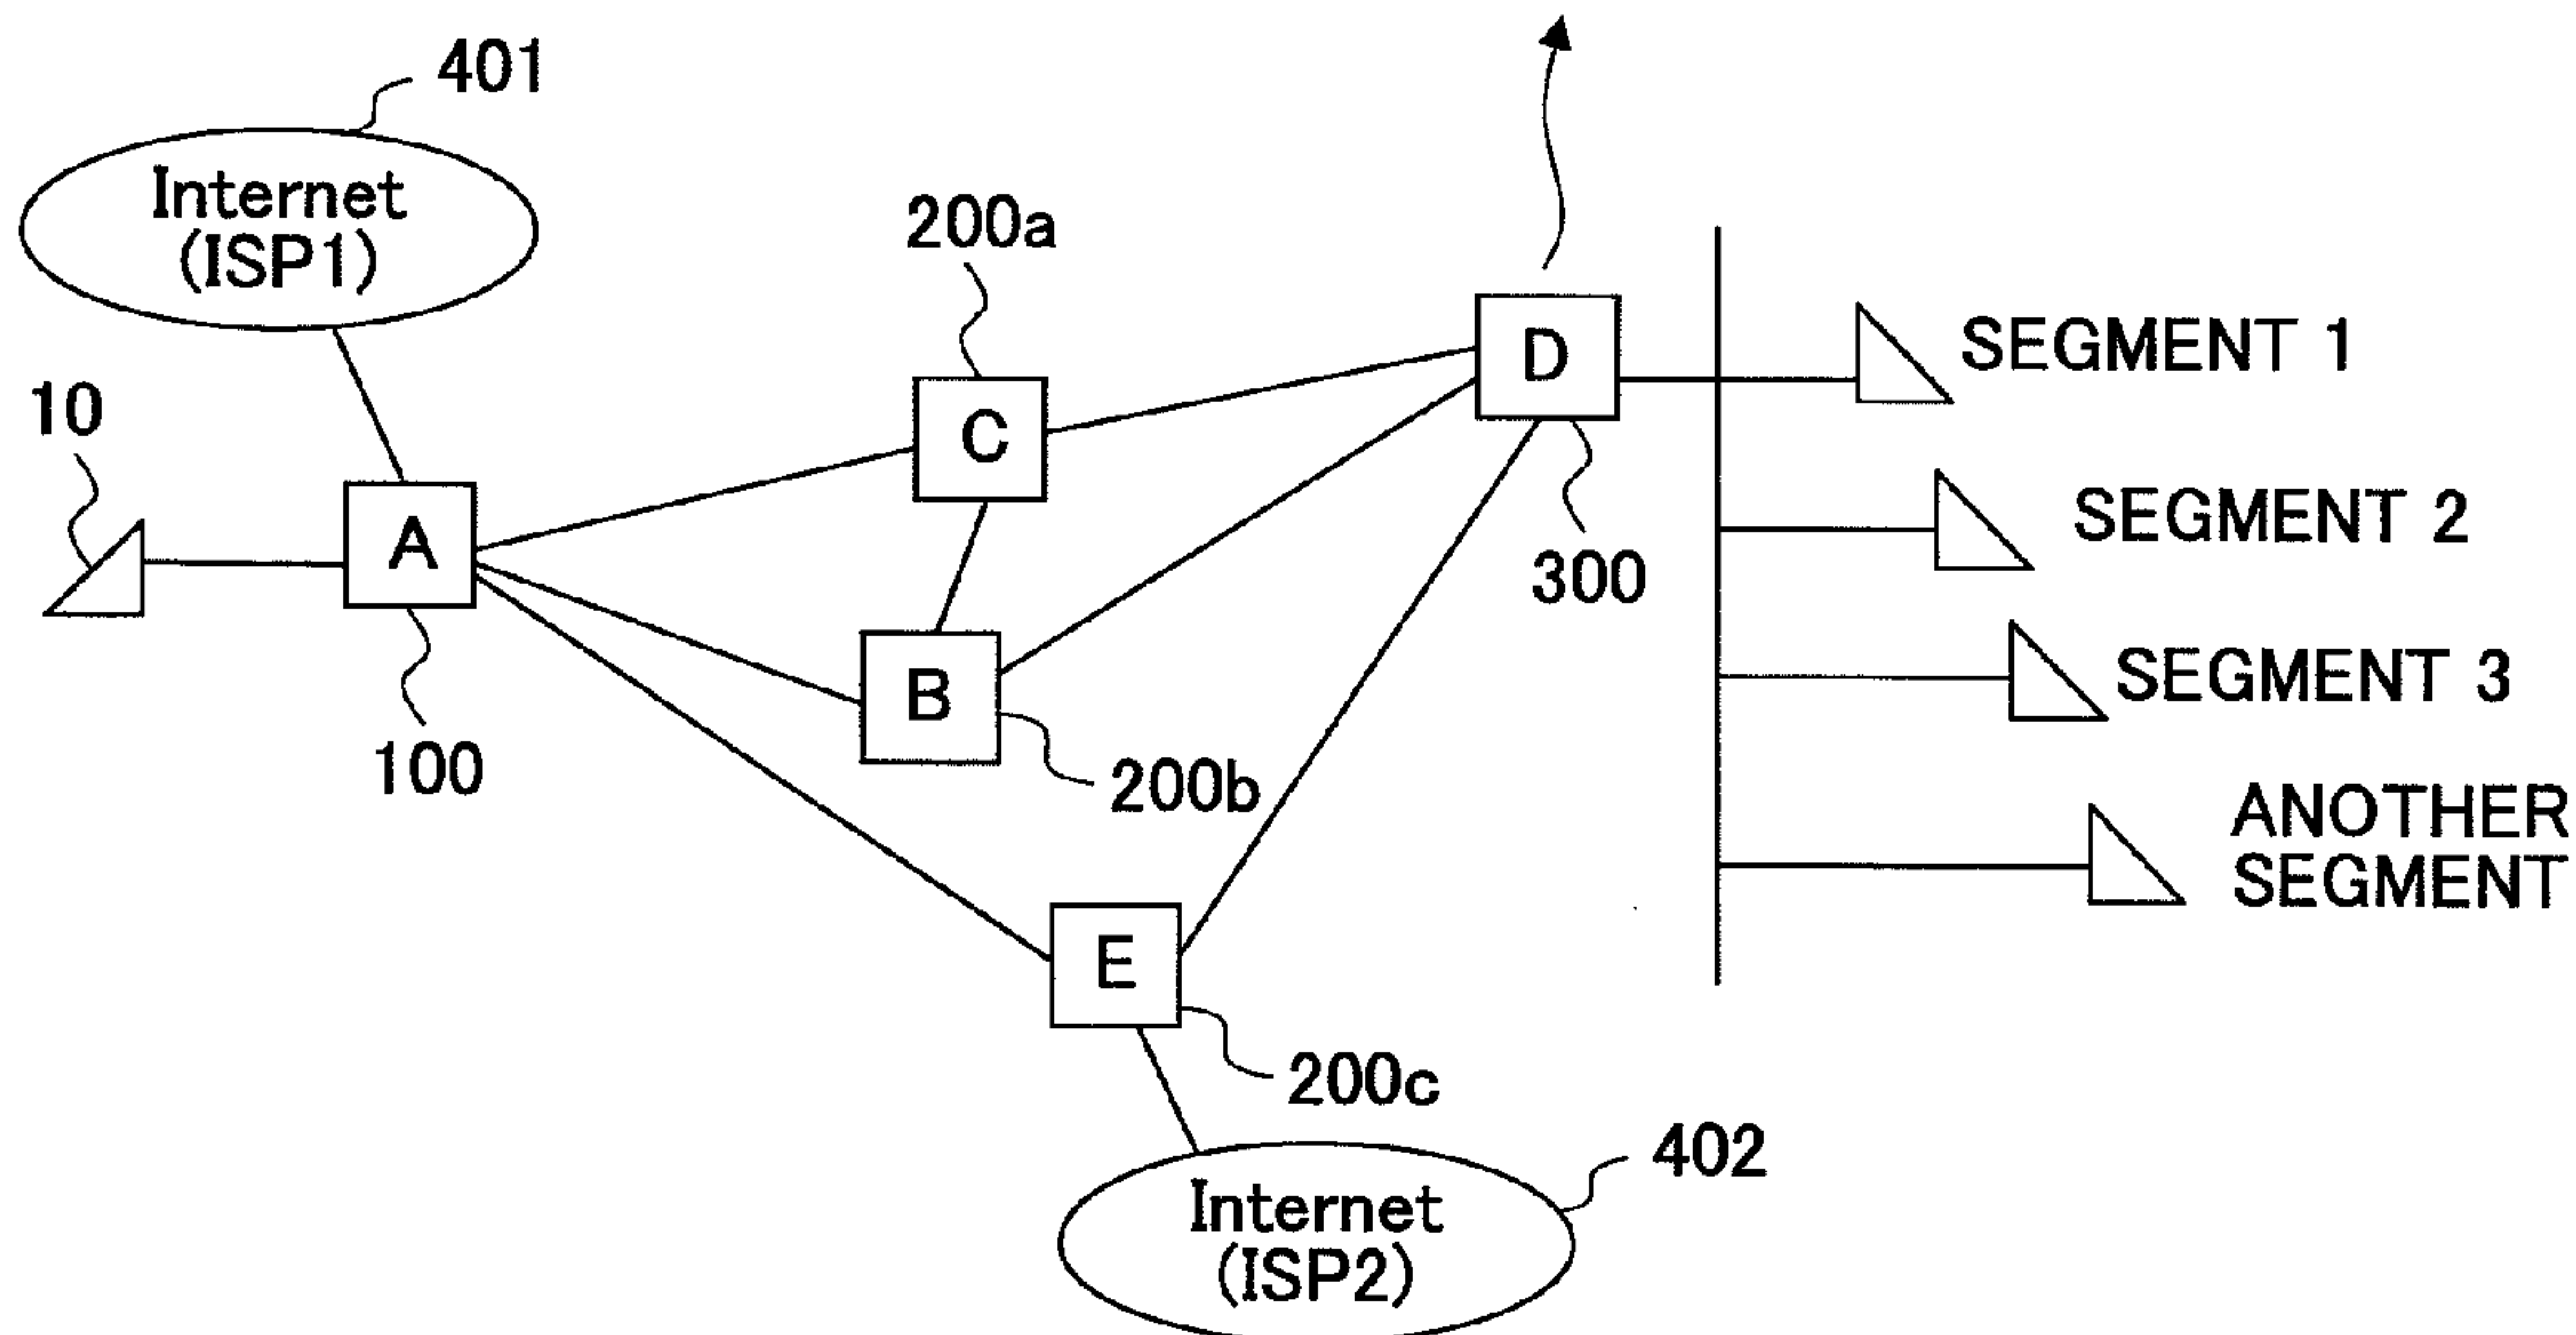 401
Internet
(ISP1)
200a
10
A
C
D
SEGMENT 1
SEGMENT 2
300
100
B
200b
SEGMENT 3
ANOTHER
SEGMENT
E
200c
402
Internet
(ISP2)